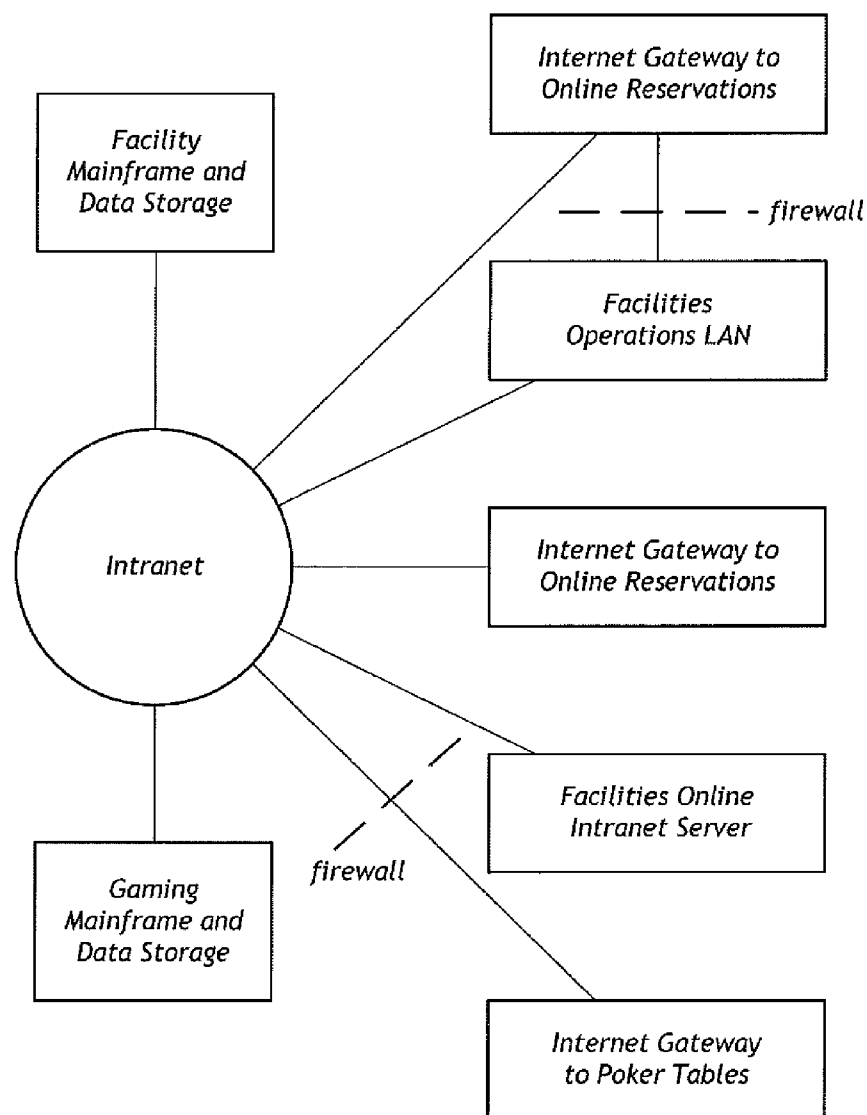 Internet Gateway to
Online Reservations
Facility
Mainframe and
Data Storage
firewall
Facilities
Operations LAN
Intranet
Internet Gateway to
Online Reservations
Facilities Online
Intranet Server
firewall
Gaming
Mainframe and
Data Storage
Internet Gateway
to Poker Tables